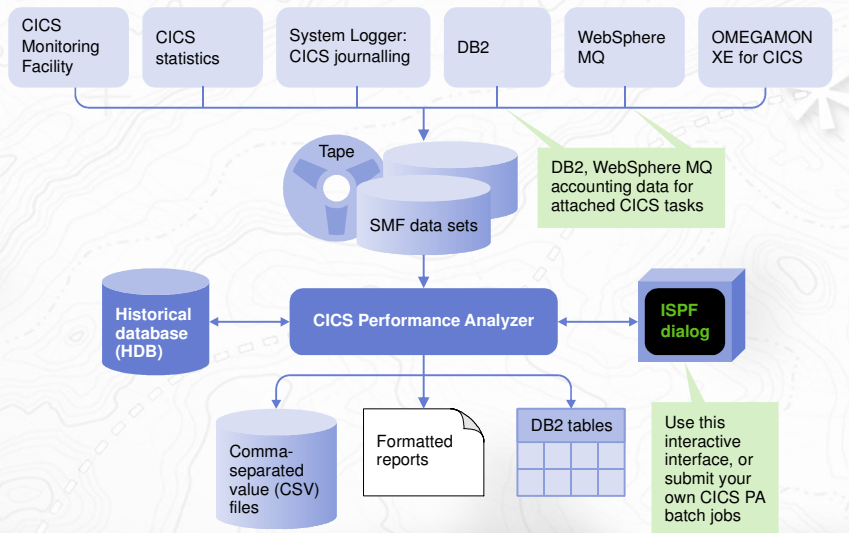 CICS
Monitoring
Facility
CICS
statistics
System Logger:
CICS journalling
DB2
WebSphere
MQ
OMEGAMON
XE for CICS
Tape
SMF data sets
DB2, WebSphere MQ
accounting data for
attached CICS tasks
Historical
database
(HDB)
CICS Performance Analyzer
ISPF
dialog
Comma-
separated
value (CSV)
files
Formatted
reports
DB2 tables
Use this
interactive
interface, or
submit your
own CICS PA
batch jobs